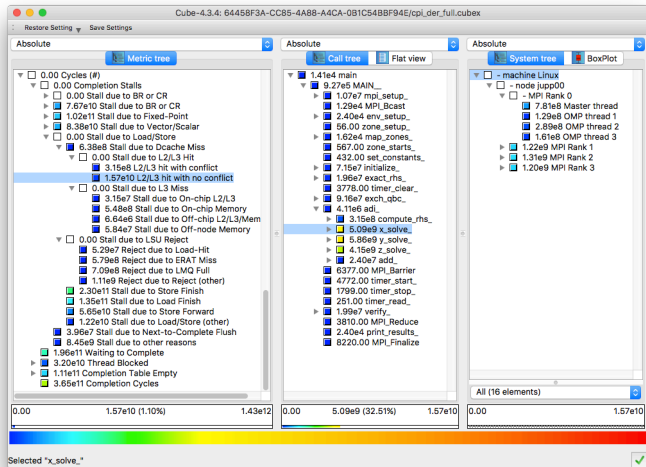 Cube-4.3.4: 64458F3A-CC85-4A88-A4CA-0B1C54BBF94E/cpi_der_full.cubex
Restore Setting Save Settings
Absolute
Metric tree
0.00 Cycles (#)
0.00 Completion Stalls
0.00 Stall due to BR or CR
7.67e10 Stall due to BR or CR
1.02e11 Stall due to Fixed-Point
8.38e10 Stall due to Vector/Scalar
0.00 Stall due to Load/Store
6.38e8 Stall due to Dcache Miss
0.00 Stall due to L2/L3 Hit
3.15e8 L2/L3 hit with conflict
1.57e10 L2/L3 hit with no conflict
0.00 Stall due to L3 Miss
3.15e7 Stall due to On-chip L2/L3
5.48e8 Stall due to On-chip Memory
6.64e6 Stall due to Off-chip L2/L3/Mem
5.84e7 Stall due to Off-node Memory
0.00 Stall due to LSU Reject
5.29e7 Reject due to Load-Hit
5.79e8 Reject due to ERAT Miss
7.09e8 Reject due to LMQ Full
1.11e9 Reject due to Reject (other)
2.30e11 Stall due to Store Finish
1.35e11 Stall due to Load Finish
5.65e10 Stall due to Store Forward
1.22e10 Stall due to Load/Store (other)
3.96e7 Stall due to Next-to-Complete Flush
8.45e9 Stall due to other reasons
1.96e11 Waiting to Complete
3.20e10 Thread Blocked
1.11e11 Completion Table Empty
3.65e11 Completion Cycles
0.00 1.57e10 (1.10%) 1.43e12
Absolute
Call tree Flat view
1.41e4 main
9.27e5 MAIN__
1.07e7 mpi_setup_
1.29e4 MPI_Bcast
2.40e4 env_setup_
56.00 zone_setup_
1.62e4 map_zones_
567.00 zone_starts_
432.00 set_constants_
7.15e7 initialize_
1.96e7 exact_rhs_
3778.00 timer_clear_
9.16e7 exch_qbc_
4.11e6 adi_
3.15e8 compute_rhs_
5.09e9 x_solve_
5.86e9 y_solve_
4.15e9 z_solve_
2.40e7 add_
6377.00 MPI_Barrier
4772.00 timer_start_
1799.00 timer_stop_
251.00 timer_read_
1.99e7 verify_
3810.00 MPI_Reduce
2.40e4 print_results_
8220.00 MPI_Finalize
0.00 5.09e9 (32.51%) 1.57e10
Absolute
System tree BoxPlot
- machine Linux
- node jupp00
- MPI Rank 0
7.81e8 Master thread
1.29e8 OMP thread 1
2.89e8 OMP thread 2
1.61e8 OMP thread 3
1.22e9 MPI Rank 1
1.31e9 MPI Rank 2
1.20e9 MPI Rank 3
All (16 elements)
0.00 1.57e10
Selected "x_solve_"